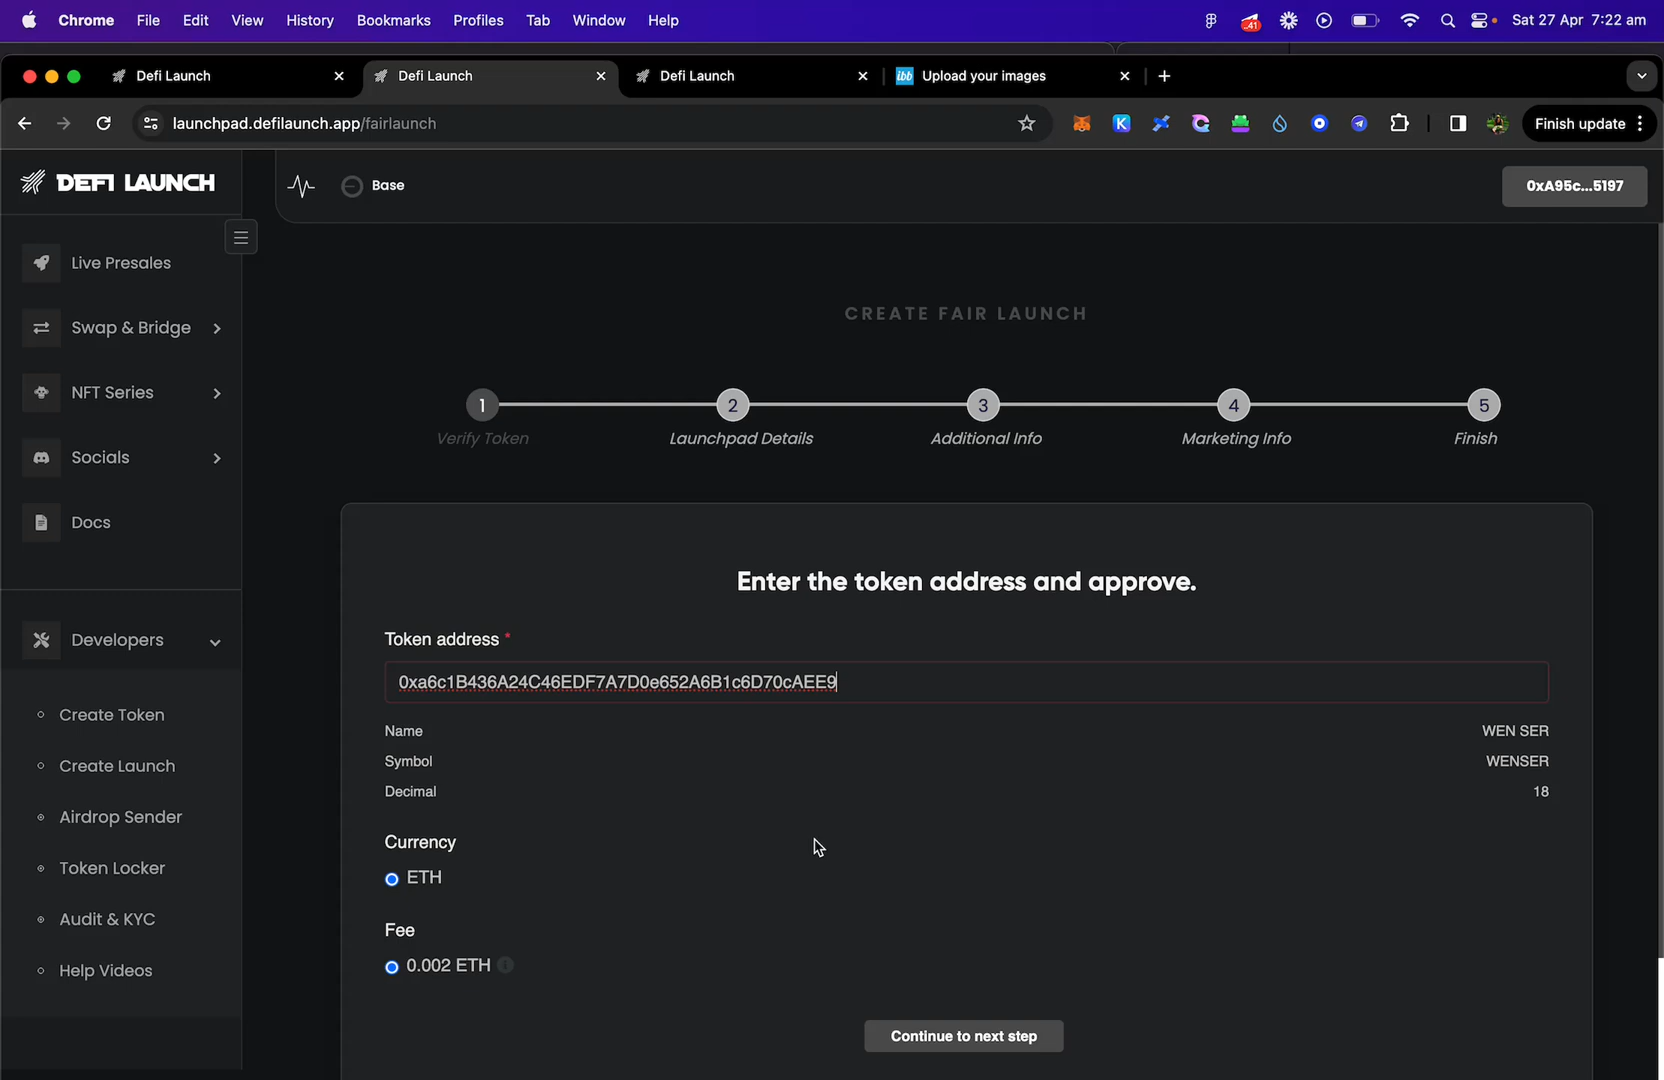 Chrome File Edit View History Bookmarks Profiles Tab Window Help 41 Sat 27 Apr 7:22 am
Defi Launch Defi Launch Defi Launch ibb Upload your images
launchpad.defilaunch.app/fairlaunch K Finish update
DEFI LAUNCH
Base
0xA95c...5197
Live Presales
Swap & Bridge
NFT Series
Socials
Docs
Developers
Create Token
Create Launch
Airdrop Sender
Token Locker
Audit & KYC
Help Videos
CREATE FAIR LAUNCH
1 2 3 4 5
Verify Token Launchpad Details Additional Info Marketing Info Finish
Enter the token address and approve.
Token address *
0xa6c1B436A24C46EDF7A7D0e652A6B1c6D70cAEE9
Name WEN SER
Symbol WENSER
Decimal 18
Currency
ETH
Fee
0.002 ETH
Continue to next step